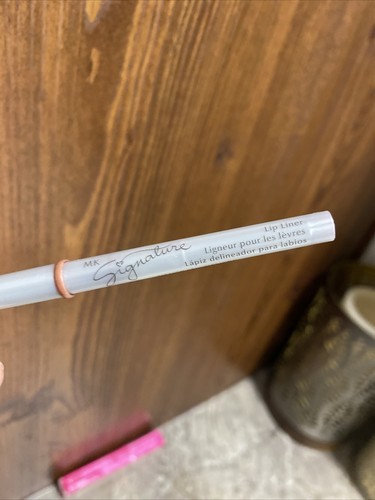 MK Signature
Lip Liner
Ligneur pour les lèvres
Lápiz delineador para labios